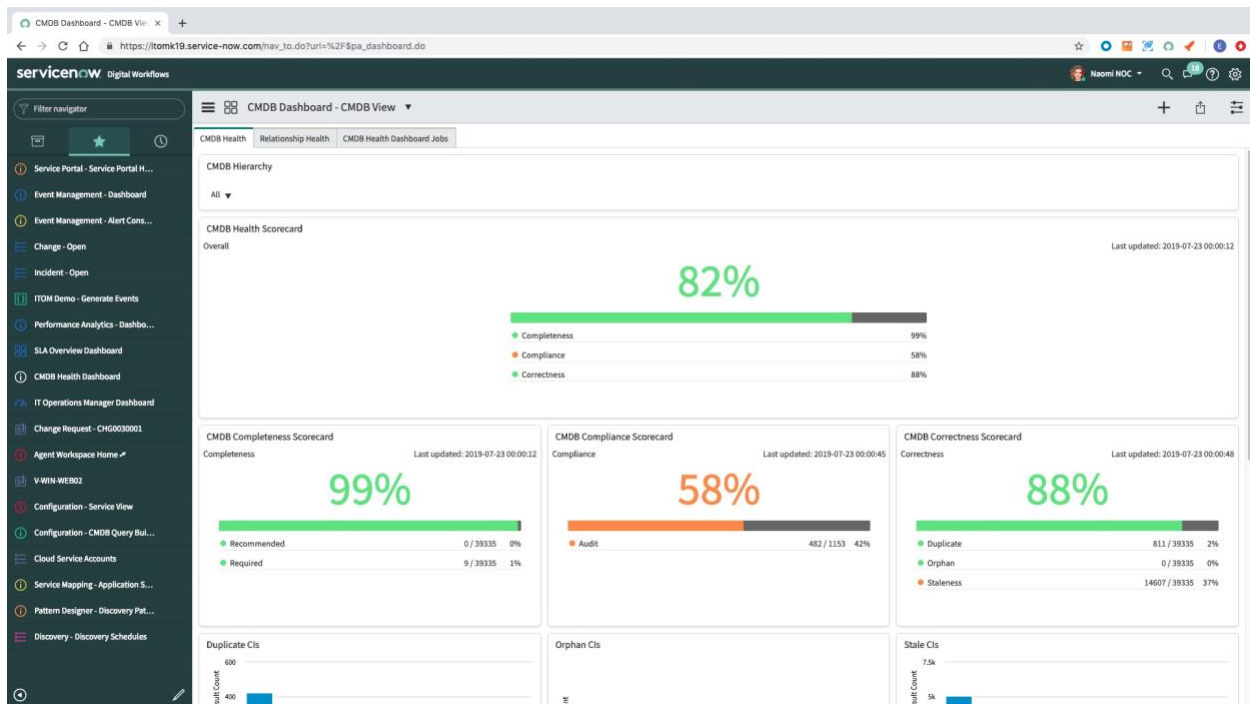 CMDB Dashboard - CMDB Vie
https://itomk19.service-now.com/nav_to.do?uri=%2F$pa_dashboard.do
E
servicenow Digital Workflows
Naomi NOC
18
Filter navigator
CMDB Dashboard - CMDB View
CMDB Health Relationship Health CMDB Health Dashboard Jobs
Service Portal - Service Portal H...
Event Management - Dashboard
Event Management - Alert Cons...
Change - Open
Incident - Open
ITOM Demo - Generate Events
Performance Analytics - Dashbo...
SLA Overview Dashboard
CMDB Health Dashboard
IT Operations Manager Dashboard
Change Request - CHG0030001
Agent Workspace Home
V-WIN-WEB02
Configuration - Service View
Configuration - CMDB Query Bui...
Cloud Service Accounts
Service Mapping - Application S...
Pattern Designer - Discovery Pat...
Discovery - Discovery Schedules
CMDB Hierarchy
All
CMDB Health Scorecard
Overall Last updated: 2019-07-23 00:00:12
82%
Completeness 99%
Compliance 58%
Correctness 88%
CMDB Completeness Scorecard
Completeness Last updated: 2019-07-23 00:00:12
99%
Recommended 0 / 39335 0%
Required 9 / 39335 1%
CMDB Compliance Scorecard
Compliance Last updated: 2019-07-23 00:00:45
58%
Audit 482 / 1153 42%
CMDB Correctness Scorecard
Correctness Last updated: 2019-07-23 00:00:48
88%
Duplicate 811 / 39335 2%
Orphan 0 / 39335 0%
Staleness 14607 / 39335 37%
Duplicate CIs
600
400
sult Count
Orphan CIs
nt
Stale CIs
7.5k
5k
sult Count